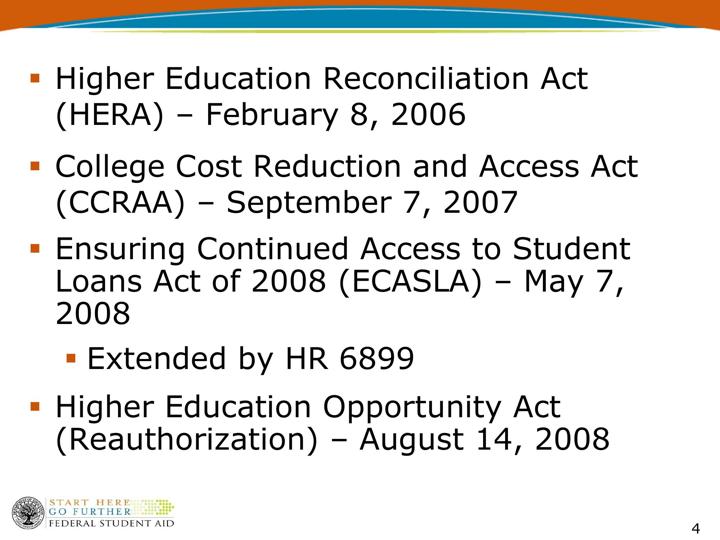 ▪ Higher Education Reconciliation Act
(HERA) – February 8, 2006
▪ College Cost Reduction and Access Act
(CCRAA) – September 7, 2007
▪ Ensuring Continued Access to Student
Loans Act of 2008 (ECASLA) – May 7,
2008
▪ Extended by HR 6899
▪ Higher Education Opportunity Act
(Reauthorization) – August 14, 2008
START HERE
GO FURTHER
FEDERAL STUDENT AID
4